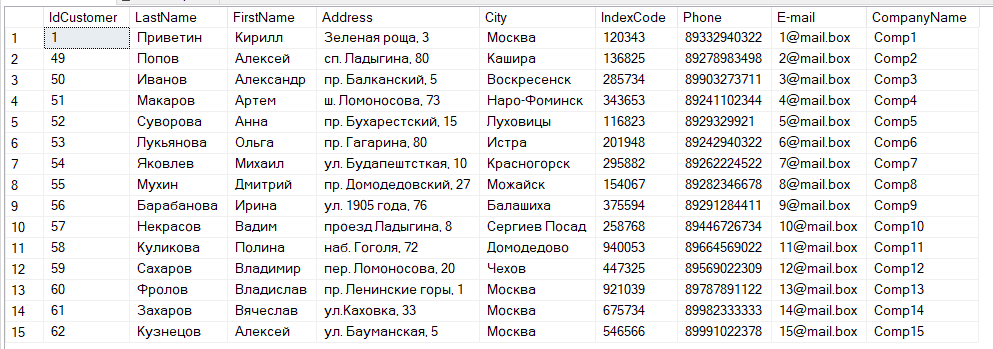 IdCustomer LastName FirstName Address City IndexCode Phone E-mail CompanyName
1 1 Приветин Кирилл Зеленая роща, 3 Москва 120343 89332940322 1@mail.box Comp1
2 49 Попов Алексей сп. Ладыгина, 80 Кашира 136825 89278983498 2@mail.box Comp2
3 50 Иванов Александр пр. Балканский, 5 Воскресенск 285734 89903273711 3@mail.box Comp3
4 51 Макаров Артем ш. Ломоносова, 73 Наро-Фоминск 343653 89241102344 4@mail.box Comp4
5 52 Суворова Анна пр. Бухарестский, 15 Луховицы 116823 8929329921 5@mail.box Comp5
6 53 Лукьянова Ольга пр. Гагарина, 80 Истра 201948 89242940322 6@mail.box Comp6
7 54 Яковлев Михаил ул. Будапештсткая, 10 Красногорск 295882 89262224522 7@mail.box Comp7
8 55 Мухин Дмитрий пр. Домодедовский, 27 Можайск 154067 89282346678 8@mail.box Comp8
9 56 Барабанова Ирина ул. 1905 года, 76 Балашиха 375594 89291284411 9@mail.box Comp9
10 57 Некрасов Вадим проезд Ладыгина, 8 Сергиев Посад 258768 89446726734 10@mail.box Comp10
11 58 Куликова Полина наб. Гоголя, 72 Домодедово 940053 89664569022 11@mail.box Comp11
12 59 Сахаров Владимир пер. Ломоносова, 20 Чехов 447325 89569022309 12@mail.box Comp12
13 60 Фролов Владислав пр. Ленинские горы, 1 Москва 921039 89787891122 13@mail.box Comp13
14 61 Захаров Вячеслав ул.Каховка, 33 Москва 675734 89982333333 14@mail.box Comp14
15 62 Кузнецов Алексей ул. Бауманская, 5 Москва 546566 89991022378 15@mail.box Comp15